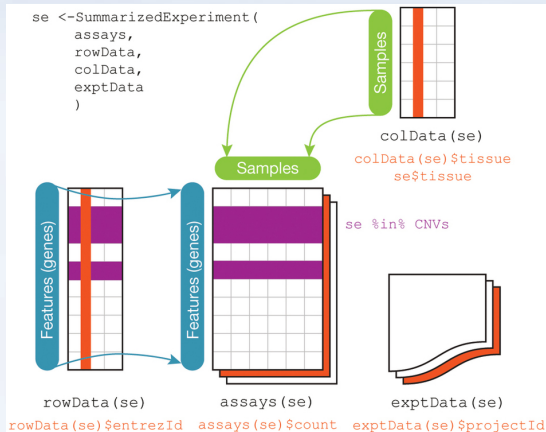 se <-SummarizedExperiment(
assays,
rowData,
colData,
exptData
)
Samples
colData(se)
colData(se)$tissue
se$tissue
Samples
Features (genes)
Features (genes)
se %in% CNVs
rowData(se)
assays(se)
exptData(se)
rowData(se)$entrezId
assays(se)$count
exptData(se)$projectId